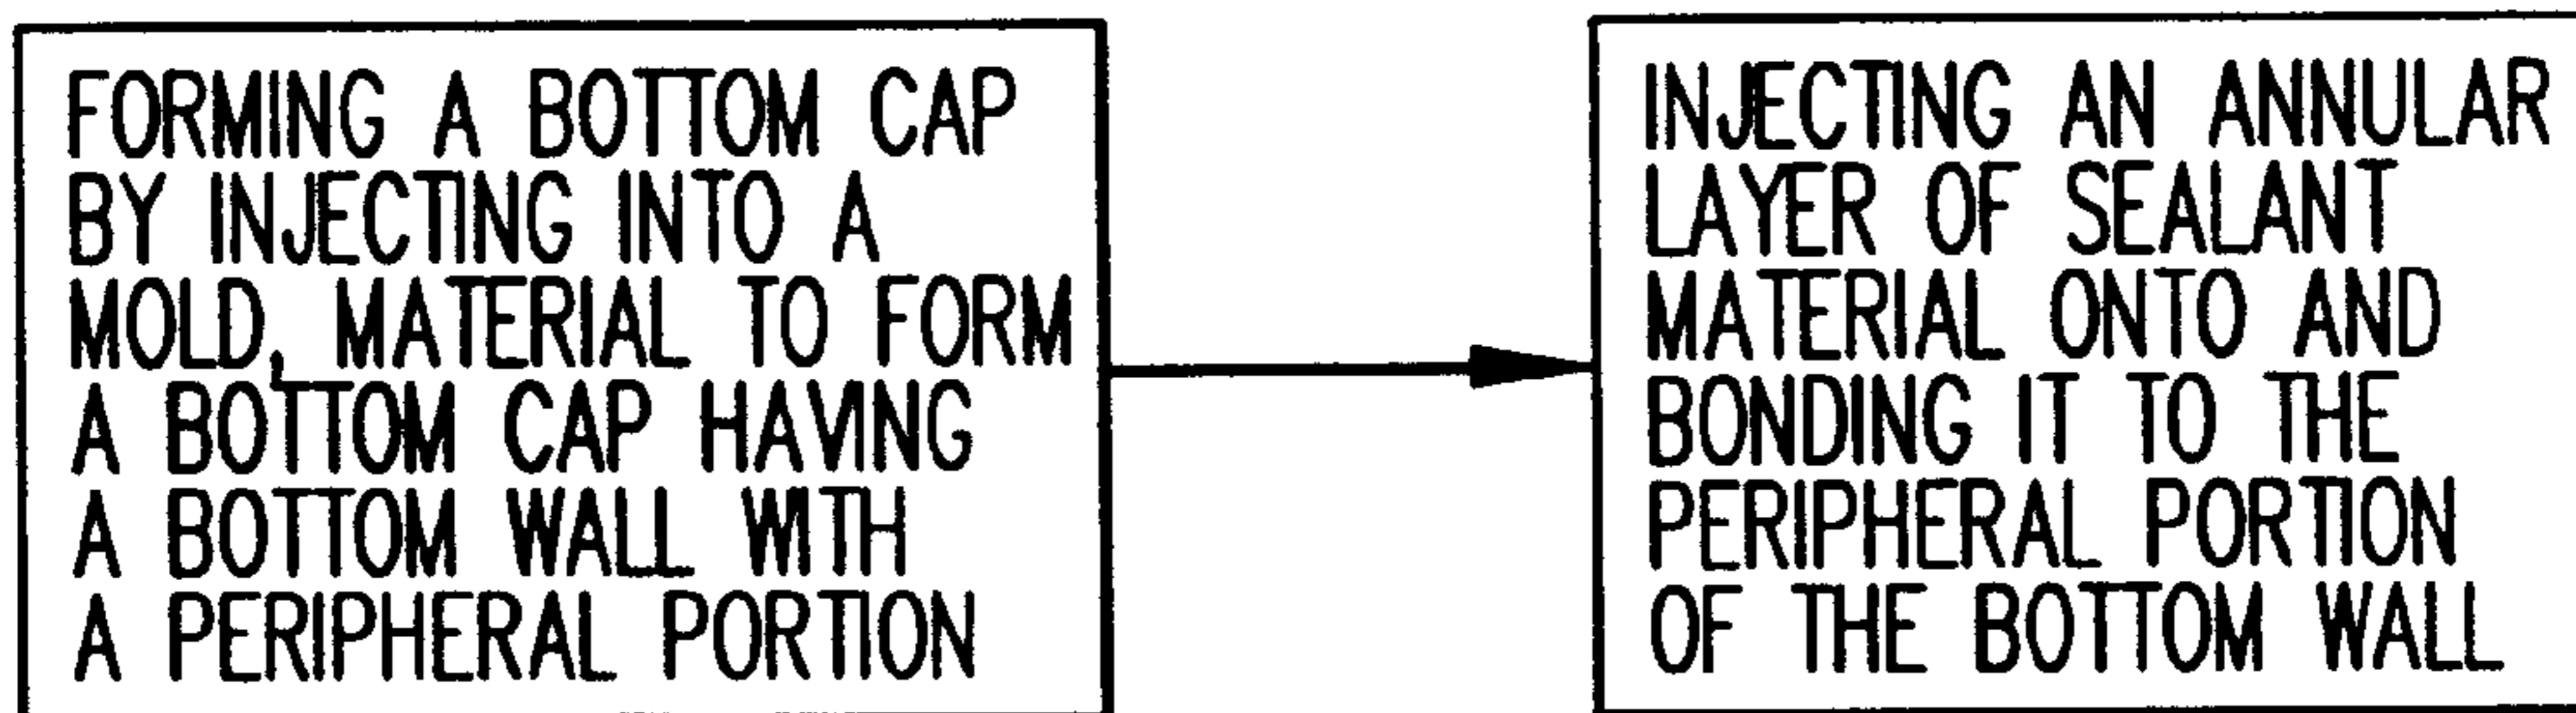 FORMING A BOTTOM CAP
BY INJECTING INTO A
MOLD, MATERIAL TO FORM
A BOTTOM CAP HAVING
A BOTTOM WALL WITH
A PERIPHERAL PORTION
INJECTING AN ANNULAR
LAYER OF SEALANT
MATERIAL ONTO AND
BONDING IT TO THE
PERIPHERAL PORTION
OF THE BOTTOM WALL